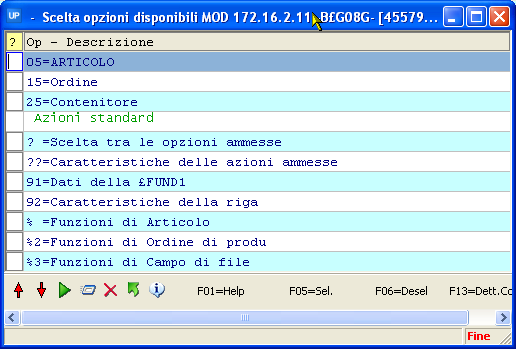 UP - Scelta opzioni disponibili MOD 172.16.2.11 B£G08G- [45579...
? Op - Descrizione
05=ARTICOLO
15=Ordine
25=Contenitore
Azioni standard
? =Scelta tra le opzioni ammesse
??=Caratteristiche delle azioni ammesse
91=Dati della £FUND1
92=Caratteristiche della riga
% =Funzioni di Articolo
%2=Funzioni di Ordine di produ
%3=Funzioni di Campo di file
F01=Help F05=Sel. F06=Desel F13=Dett.Co
Fine